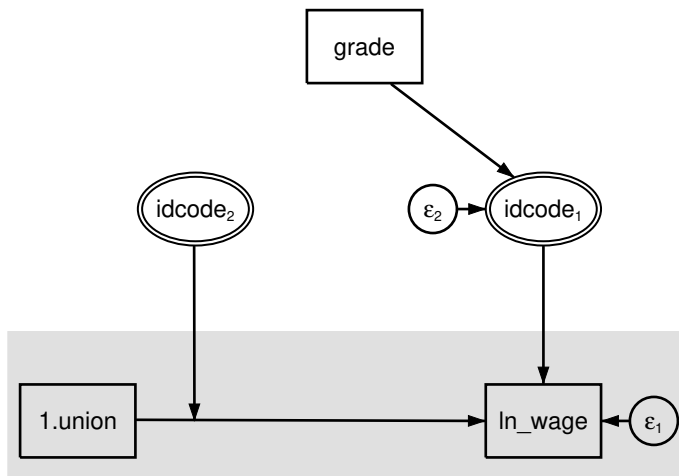 grade
idcode₂
ε₂
idcode₁
1.union
ln_wage
ε₁